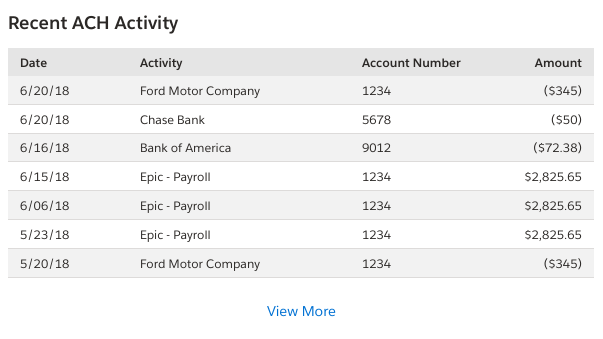 Recent ACH Activity
Date Activity Account Number Amount
6/20/18 Ford Motor Company 1234 ($345)
6/20/18 Chase Bank 5678 ($50)
6/16/18 Bank of America 9012 ($72.38)
6/15/18 Epic - Payroll 1234 $2,825.65
6/06/18 Epic - Payroll 1234 $2,825.65
5/23/18 Epic - Payroll 1234 $2,825.65
5/20/18 Ford Motor Company 1234 ($345)
View More